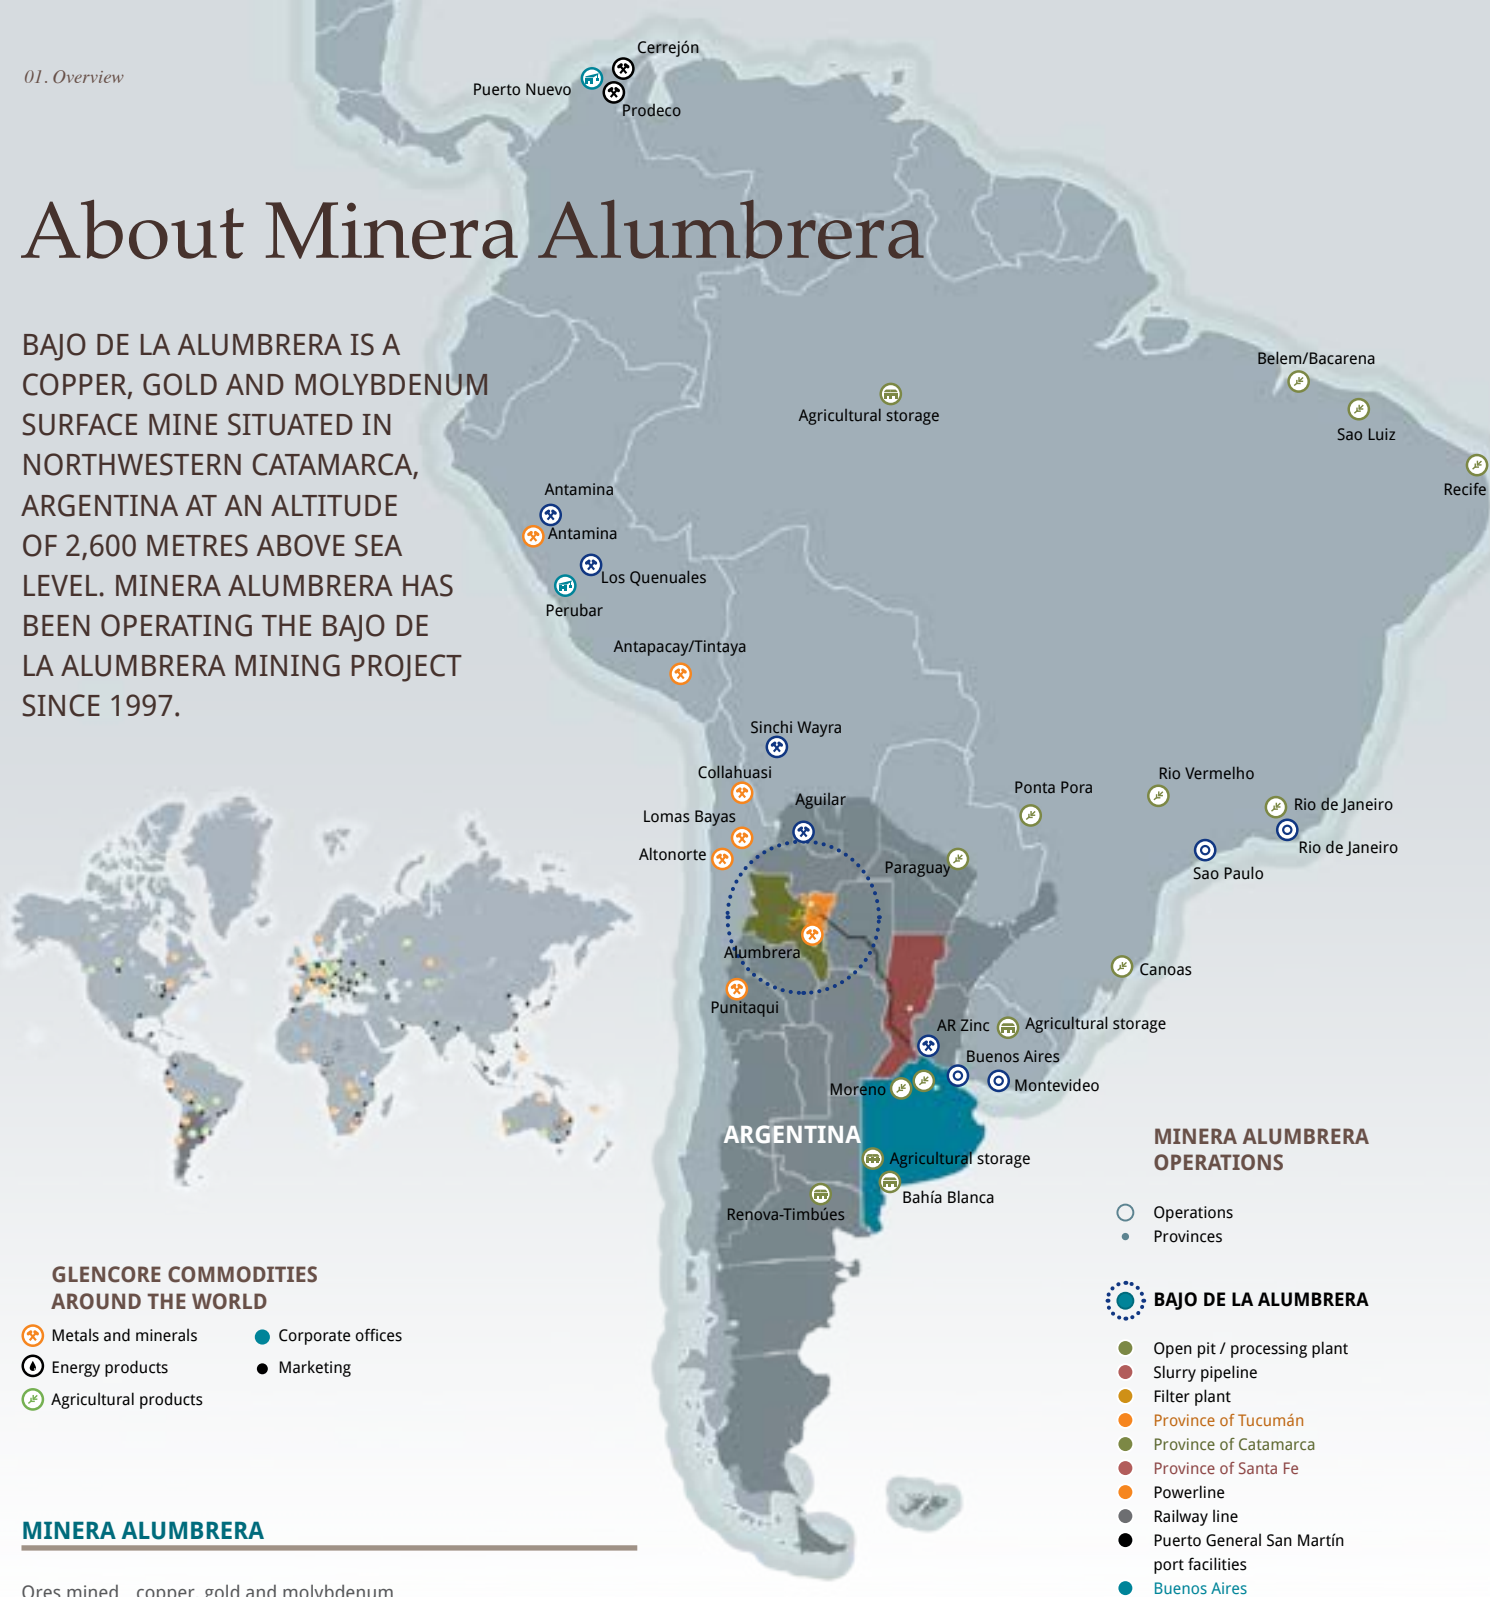 01. Overview
About Minera Alumbrera
BAJO DE LA ALUMBRERA IS A
COPPER, GOLD AND MOLYBDENUM
SURFACE MINE SITUATED IN
NORTHWESTERN CATAMARCA,
ARGENTINA AT AN ALTITUDE
OF 2,600 METRES ABOVE SEA
LEVEL. MINERA ALUMBRERA HAS
BEEN OPERATING THE BAJO DE
LA ALUMBRERA MINING PROJECT
SINCE 1997.
Cerrejón
Puerto Nuevo
Prodeco
Belem/Bacarena
Agricultural storage
Sao Luiz
Recife
Antamina
Antamina
Los Quenuales
Perubar
Antapacay/Tintaya
Sinchi Wayra
Collahuasi
Aguilar
Lomas Bayas
Altonorte
Ponta Pora
Rio Vermelho
Rio de Janeiro
Rio de Janeiro
Sao Paulo
Paraguay
Alumbrera
Canoas
Punitaqui
AR Zinc
Agricultural storage
Buenos Aires
Moreno
Montevideo
ARGENTINA
Agricultural storage
Bahía Blanca
Renova-Timbúes
GLENCORE COMMODITIES
AROUND THE WORLD
Metals and minerals
Energy products
Agricultural products
Corporate offices
Marketing
MINERA ALUMBRERA
OPERATIONS
Operations
Provinces
BAJO DE LA ALUMBRERA
Open pit / processing plant
Slurry pipeline
Filter plant
Province of Tucumán
Province of Catamarca
Province of Santa Fe
Powerline
Railway line
Puerto General San Martín
port facilities
Buenos Aires
MINERA ALUMBRERA
Ores mined copper, gold and molybdenum